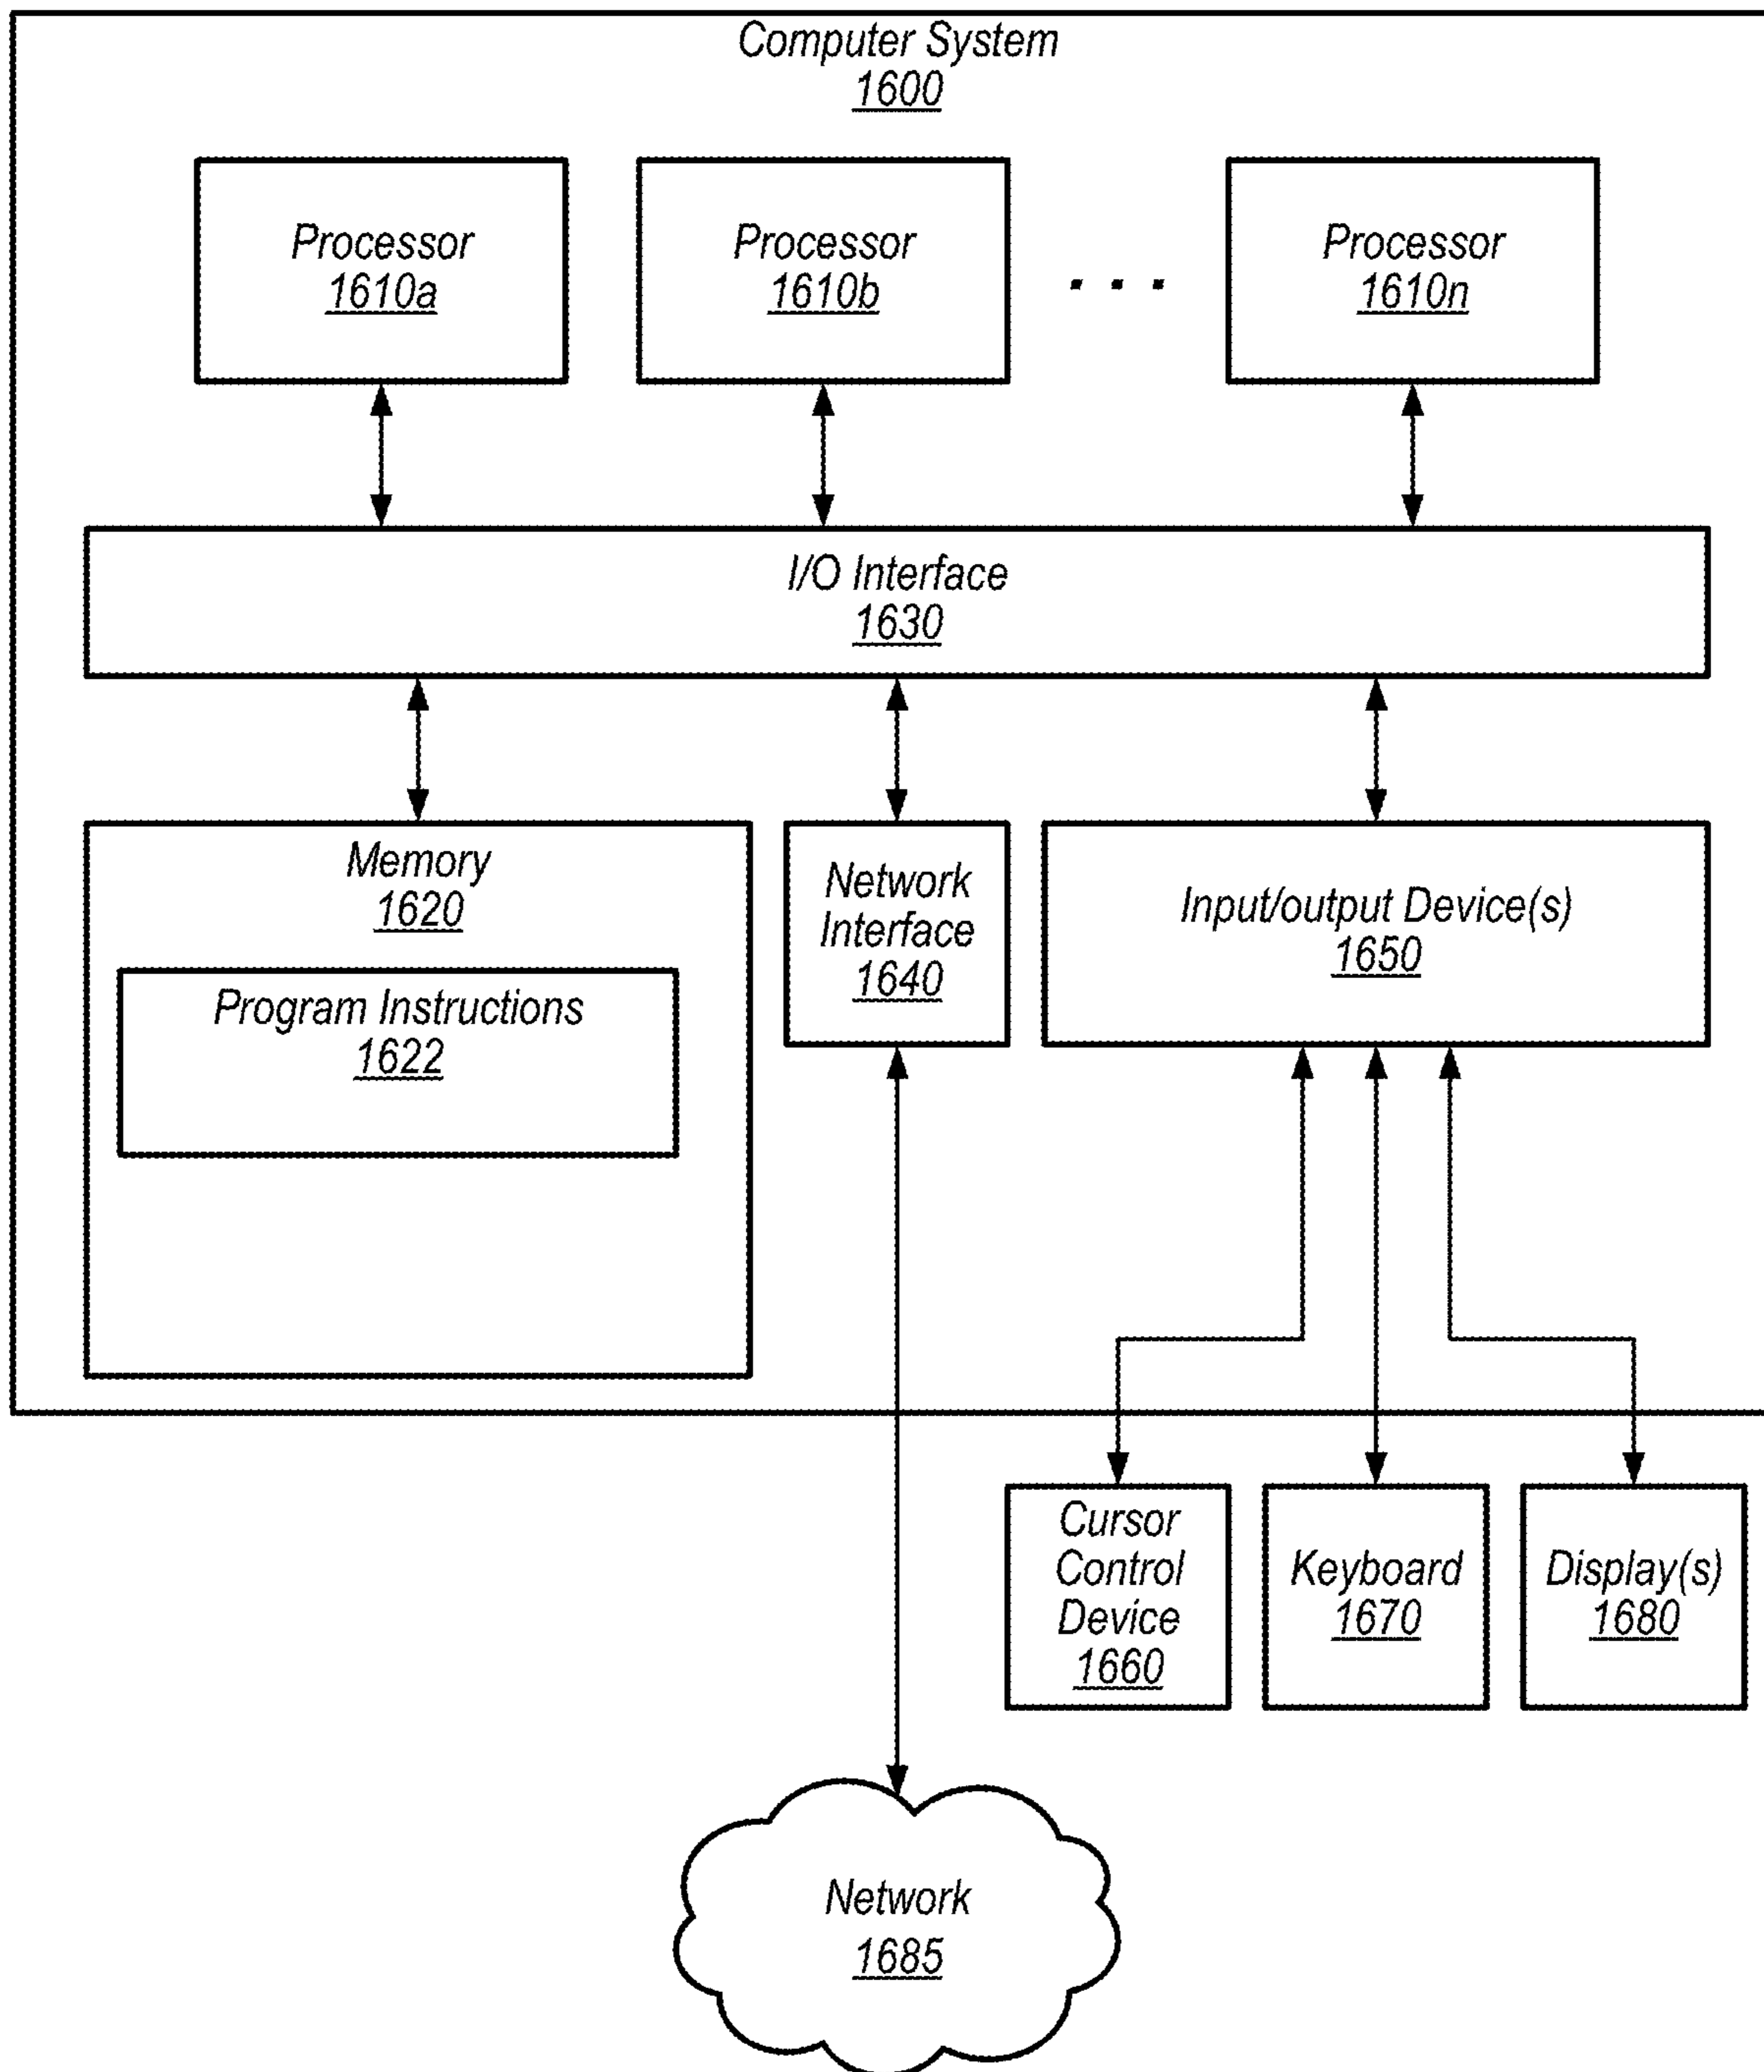 Computer System
1600
Processor
1610a
Processor
1610b
. . .
Processor
1610n
I/O Interface
1630
Memory
1620
Program Instructions
1622
Network
Interface
1640
Input/output Device(s)
1650
Cursor
Control
Device
1660
Keyboard
1670
Display(s)
1680
Network
1685